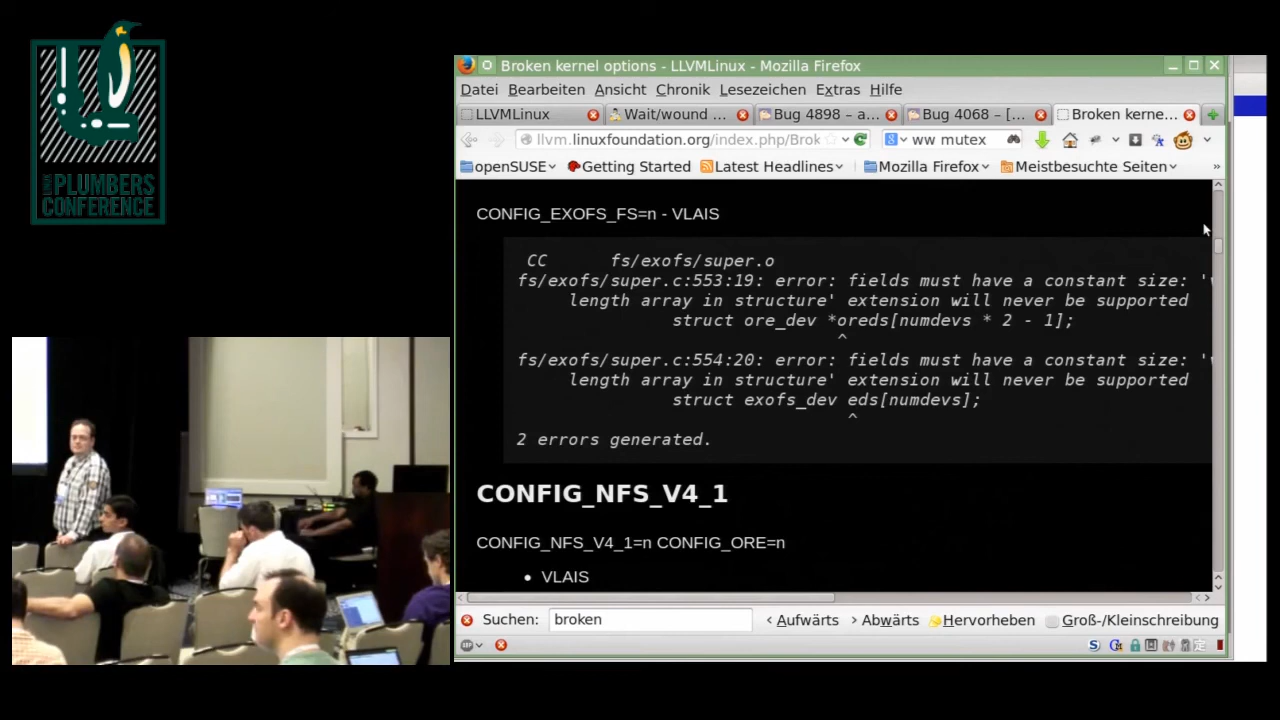 LINUX
PLUMBERS
CONFERENCE
Broken kernel options - LLVMLinux - Mozilla Firefox
Datei Bearbeiten Ansicht Chronik Lesezeichen Extras Hilfe
LLVMLinux Wait/wound ... Bug 4898 – a... Bug 4068 – [... Broken kerne...
llvm.linuxfoundation.org/index.php/Brok ww mutex
openSUSE Getting Started Latest Headlines Mozilla Firefox Meistbesuchte Seiten »
CONFIG_EXOFS_FS=n - VLAIS
CC fs/exofs/super.o
fs/exofs/super.c:553:19: error: fields must have a constant size: '
length array in structure' extension will never be supported
struct ore_dev *oreds[numdevs * 2 - 1];
^
fs/exofs/super.c:554:20: error: fields must have a constant size: '
length array in structure' extension will never be supported
struct exofs_dev eds[numdevs];
^
2 errors generated.
CONFIG_NFS_V4_1
CONFIG_NFS_V4_1=n CONFIG_ORE=n
• VLAIS
Suchen: broken Aufwärts Abwärts Hervorheben Groß-/Kleinschreibung